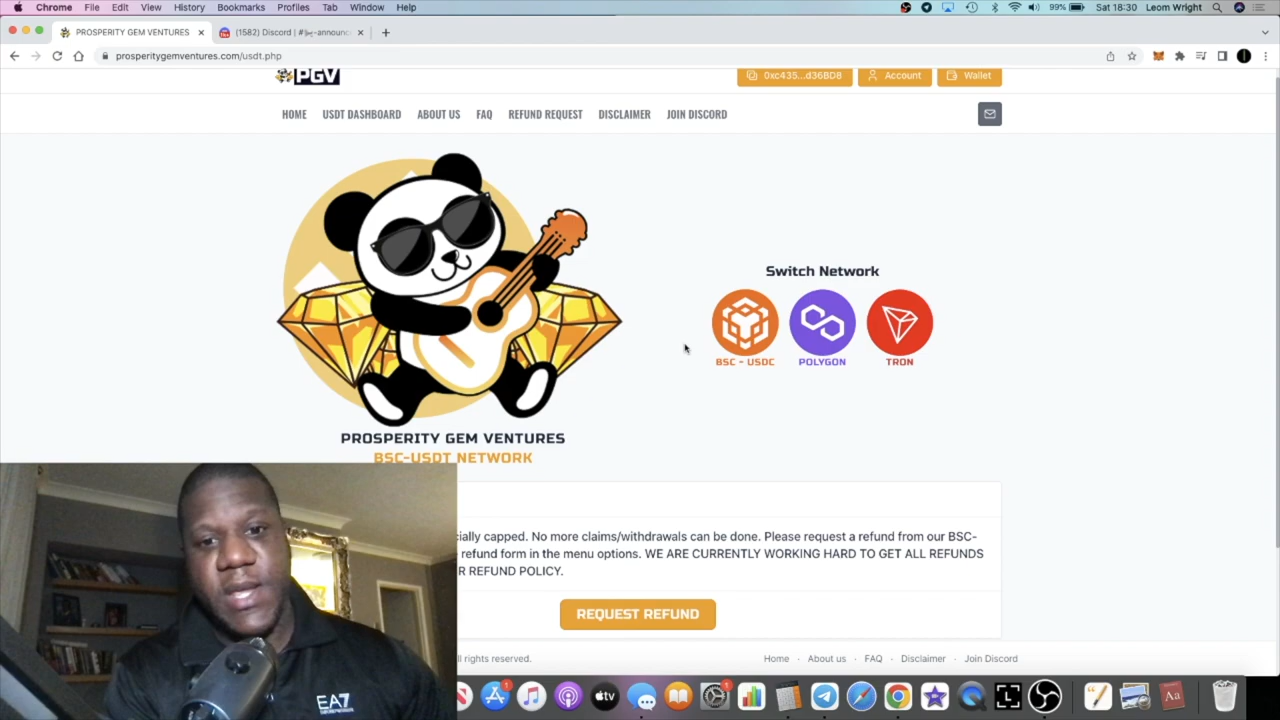 Chrome File Edit View History Bookmarks Profiles Tab Window Help
99% Sat 18:30 Leom Wright
PROSPERITY GEM VENTURES
(1582) Discord |
prosperitygemventures.com/usdt.php
PGV
0xc435...d36BD8 Account Wallet
HOME USDT DASHBOARD ABOUT US FAQ REFUND REQUEST DISCLAIMER JOIN DISCORD
Switch Network
BSC - USDC POLYGON TRON
PROSPERITY GEM VENTURES
BSC-USDT NETWORK
capped. No more claims/withdrawals can be done. Please request a refund from our BSC-
refund form in the menu options. WE ARE CURRENTLY WORKING HARD TO GET ALL REFUNDS
REFUND POLICY.
REQUEST REFUND
rights reserved.
Home · About us · FAQ · Disclaimer · Join Discord
EA7
tv
Aa